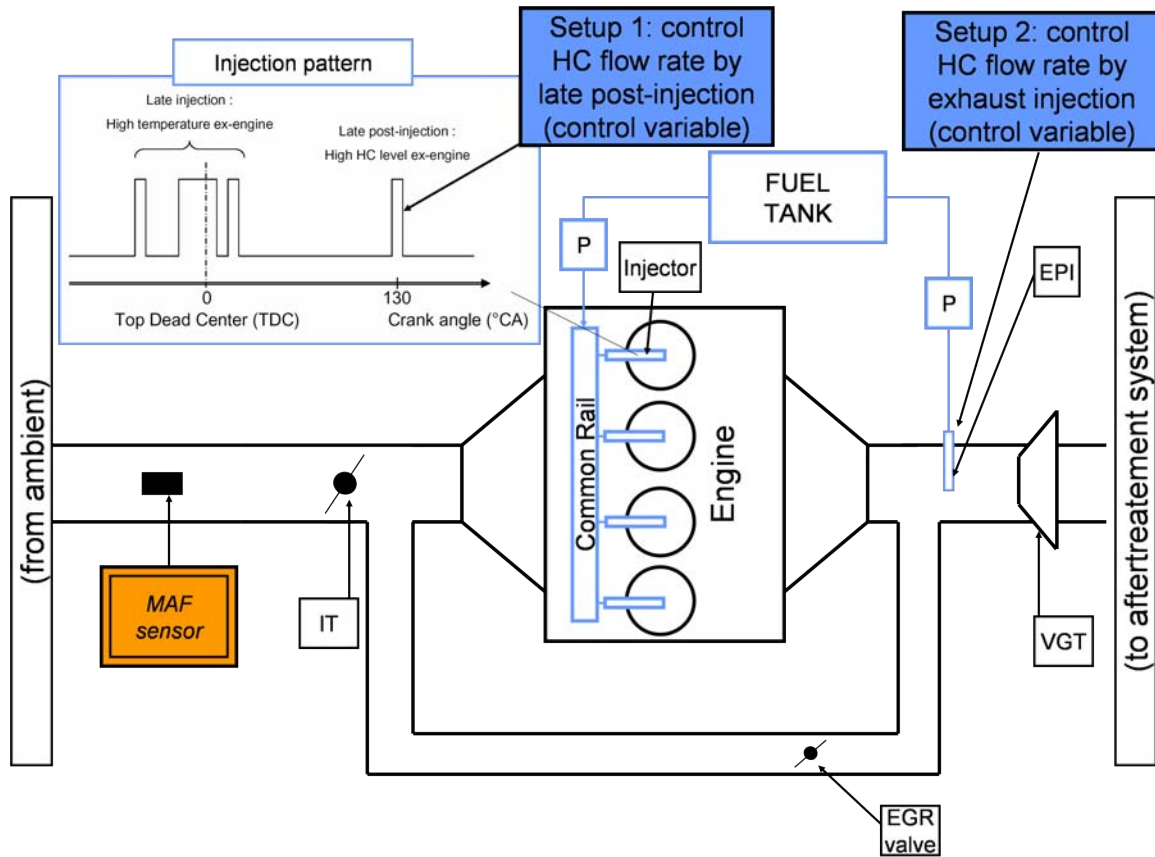 Injection pattern
Late injection :
High temperature ex-engine
Late post-injection :
High HC level ex-engine
0
130
Top Dead Center (TDC)
Crank angle (°CA)
Setup 1: control
HC flow rate by
late post-injection
(control variable)
Setup 2: control
HC flow rate by
exhaust injection
(control variable)
FUEL
TANK
P
Injector
P
EPI
(from ambient)
Common Rail
Engine
(to aftertreatement system)
MAF
sensor
IT
VGT
EGR
valve